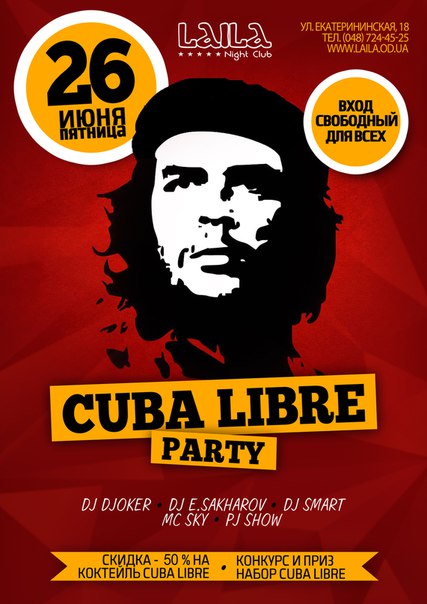 LAILA
Night Club
УЛ. ЕКАТЕРИНИНСКАЯ, 18
ТЕЛ. (048) 724-45-25
WWW.LAILA.OD.UA
26
ИЮНЯ
ПЯТНИЦА
ВХОД
СВОБОДНЫЙ
ДЛЯ ВСЕХ
CUBA LIBRE
PARTY
DJ DJOKER • DJ E.SAKHAROV • DJ SMART
MC SKY • PJ SHOW
СКИДКА - 50 % НА
КОКТЕЙЛЬ CUBA LIBRE
•
КОНКУРС И ПРИЗ
НАБОР CUBA LIBRE